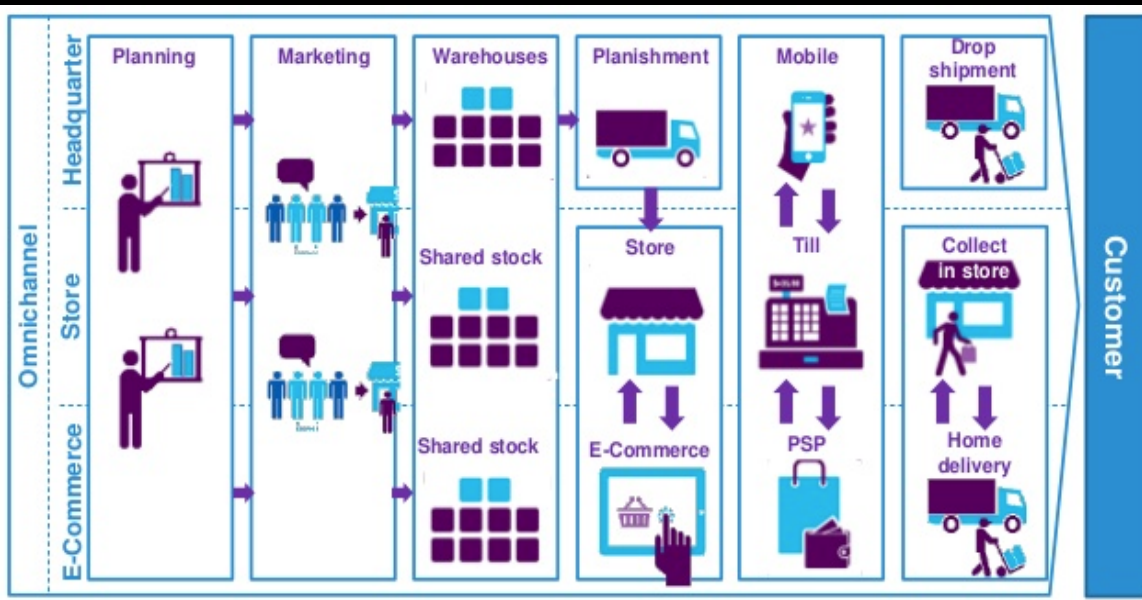 Omnichannel
Headquarter
Store
E-Commerce
Planning
Marketing
Warehouses
Shared stock
Shared stock
Planishment
Store
E-Commerce
Mobile
Till
PSP
Drop
shipment
Collect
in store
Home
delivery
Customer